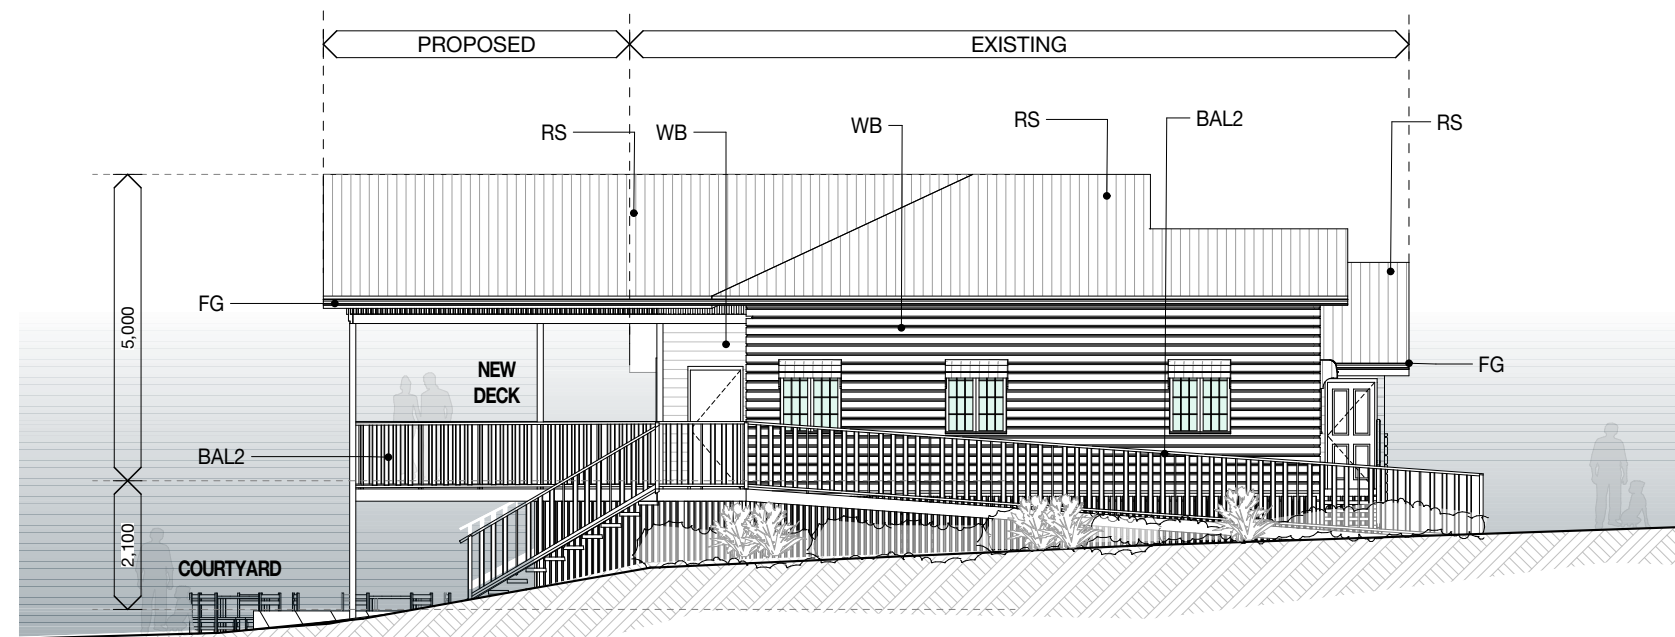 PROPOSED
EXISTING
RS
WB
WB
RS
BAL2
RS
FG
5,000
NEW
DECK
FG
BAL2
2,100
COURTYARD